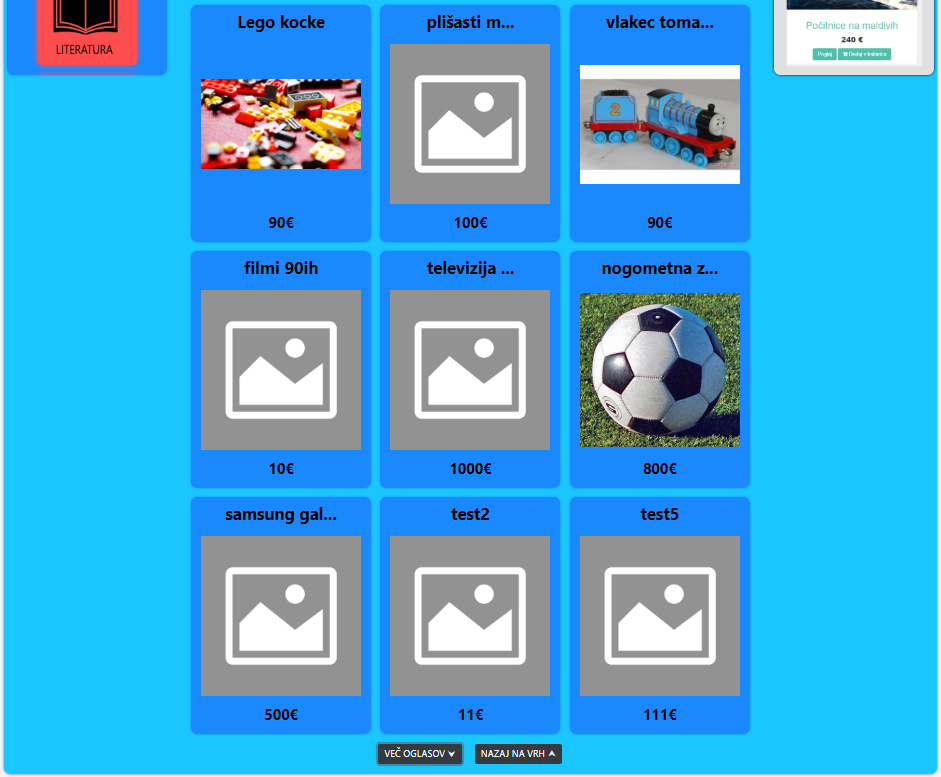 LITERATURA
Počitnice na maldivih
240 €
Poglej
Dodaj v košarico
Lego kocke
plišasti m...
vlakec toma...
2
90€
100€
90€
filmi 90ih
televizija ...
nogometna z...
10€
1000€
800€
samsung gal...
test2
test5
500€
11€
111€
VEČ OGLASOV
NAZAJ NA VRH